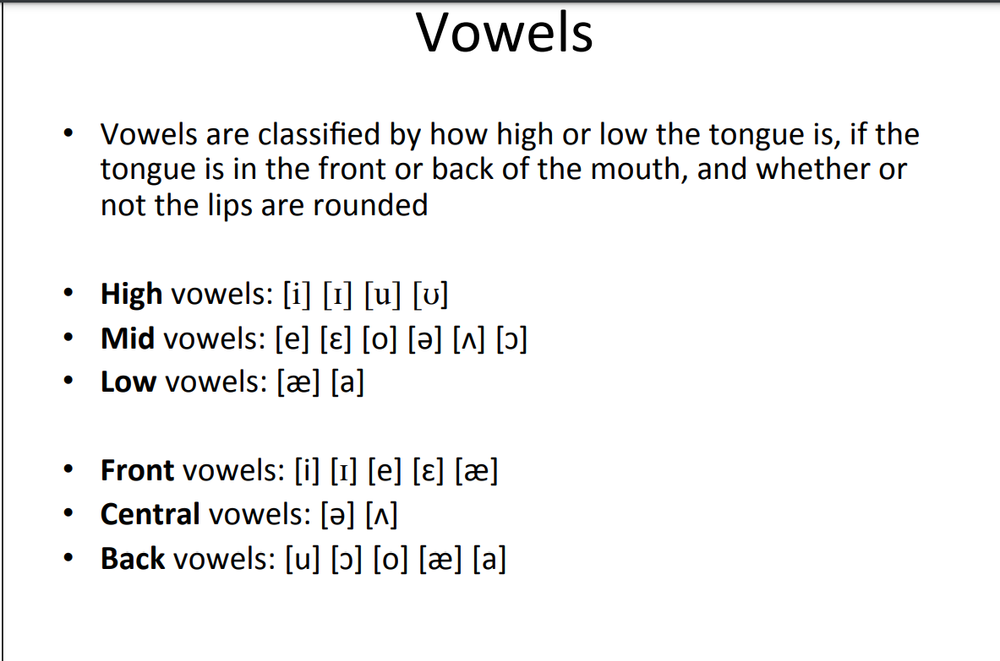 Vowels
• Vowels are classified by how high or low the tongue is, if the
tongue is in the front or back of the mouth, and whether or
not the lips are rounded
• High vowels: [i] [ɪ] [u] [ʊ]
• Mid vowels: [e] [ɛ] [o] [ə] [ʌ] [ɔ]
• Low vowels: [æ] [a]
• Front vowels: [i] [ɪ] [e] [ɛ] [æ]
• Central vowels: [ə] [ʌ]
• Back vowels: [u] [ɔ] [o] [æ] [a]